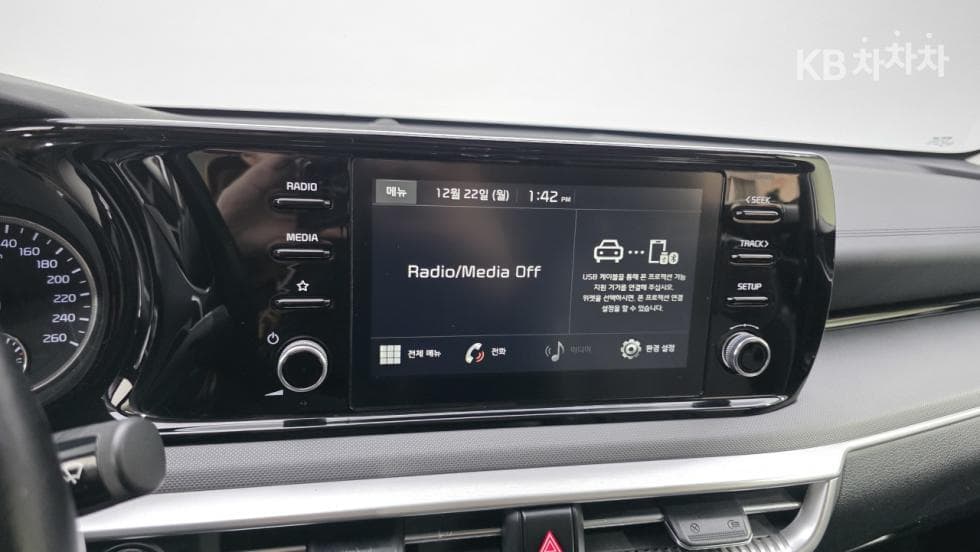 KB 차차차
RADIO
MEDIA
메뉴 12월 22일 (월) 1:42 PM
Radio/Media Off
USB 케이블을 통해 폰 프로젝션 가능
지원 기기를 연결해 주십시오.
위젯을 선택하시면, 폰 프로젝션 연결
설정을 할 수 있습니다.
전체 메뉴 전화 미디어 환경 설정
< SEEK
TRACK >
SETUP
140
160
180
200
220
240
260